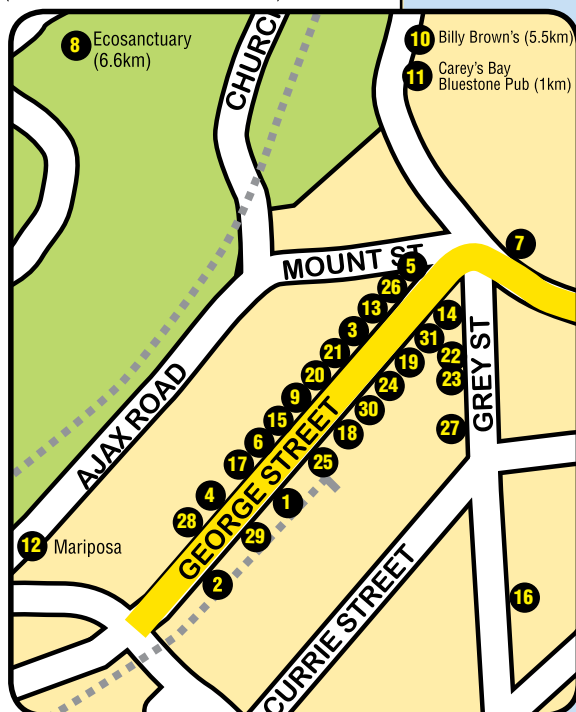 8 Ecosanctuary
(6.6km)
CHURC
10 Billy Brown's (5.5km)
11 Carey's Bay
Bluestone Pub (1km)
7
MOUNT ST
5
26
13
14
3
31
21
22
19
20
23
24
9
30
15
27
18
6
GREY ST
17
25
AJAX ROAD
4
1
28
GEORGE STREET
29
12 Mariposa
2
16
CURRIE STREET